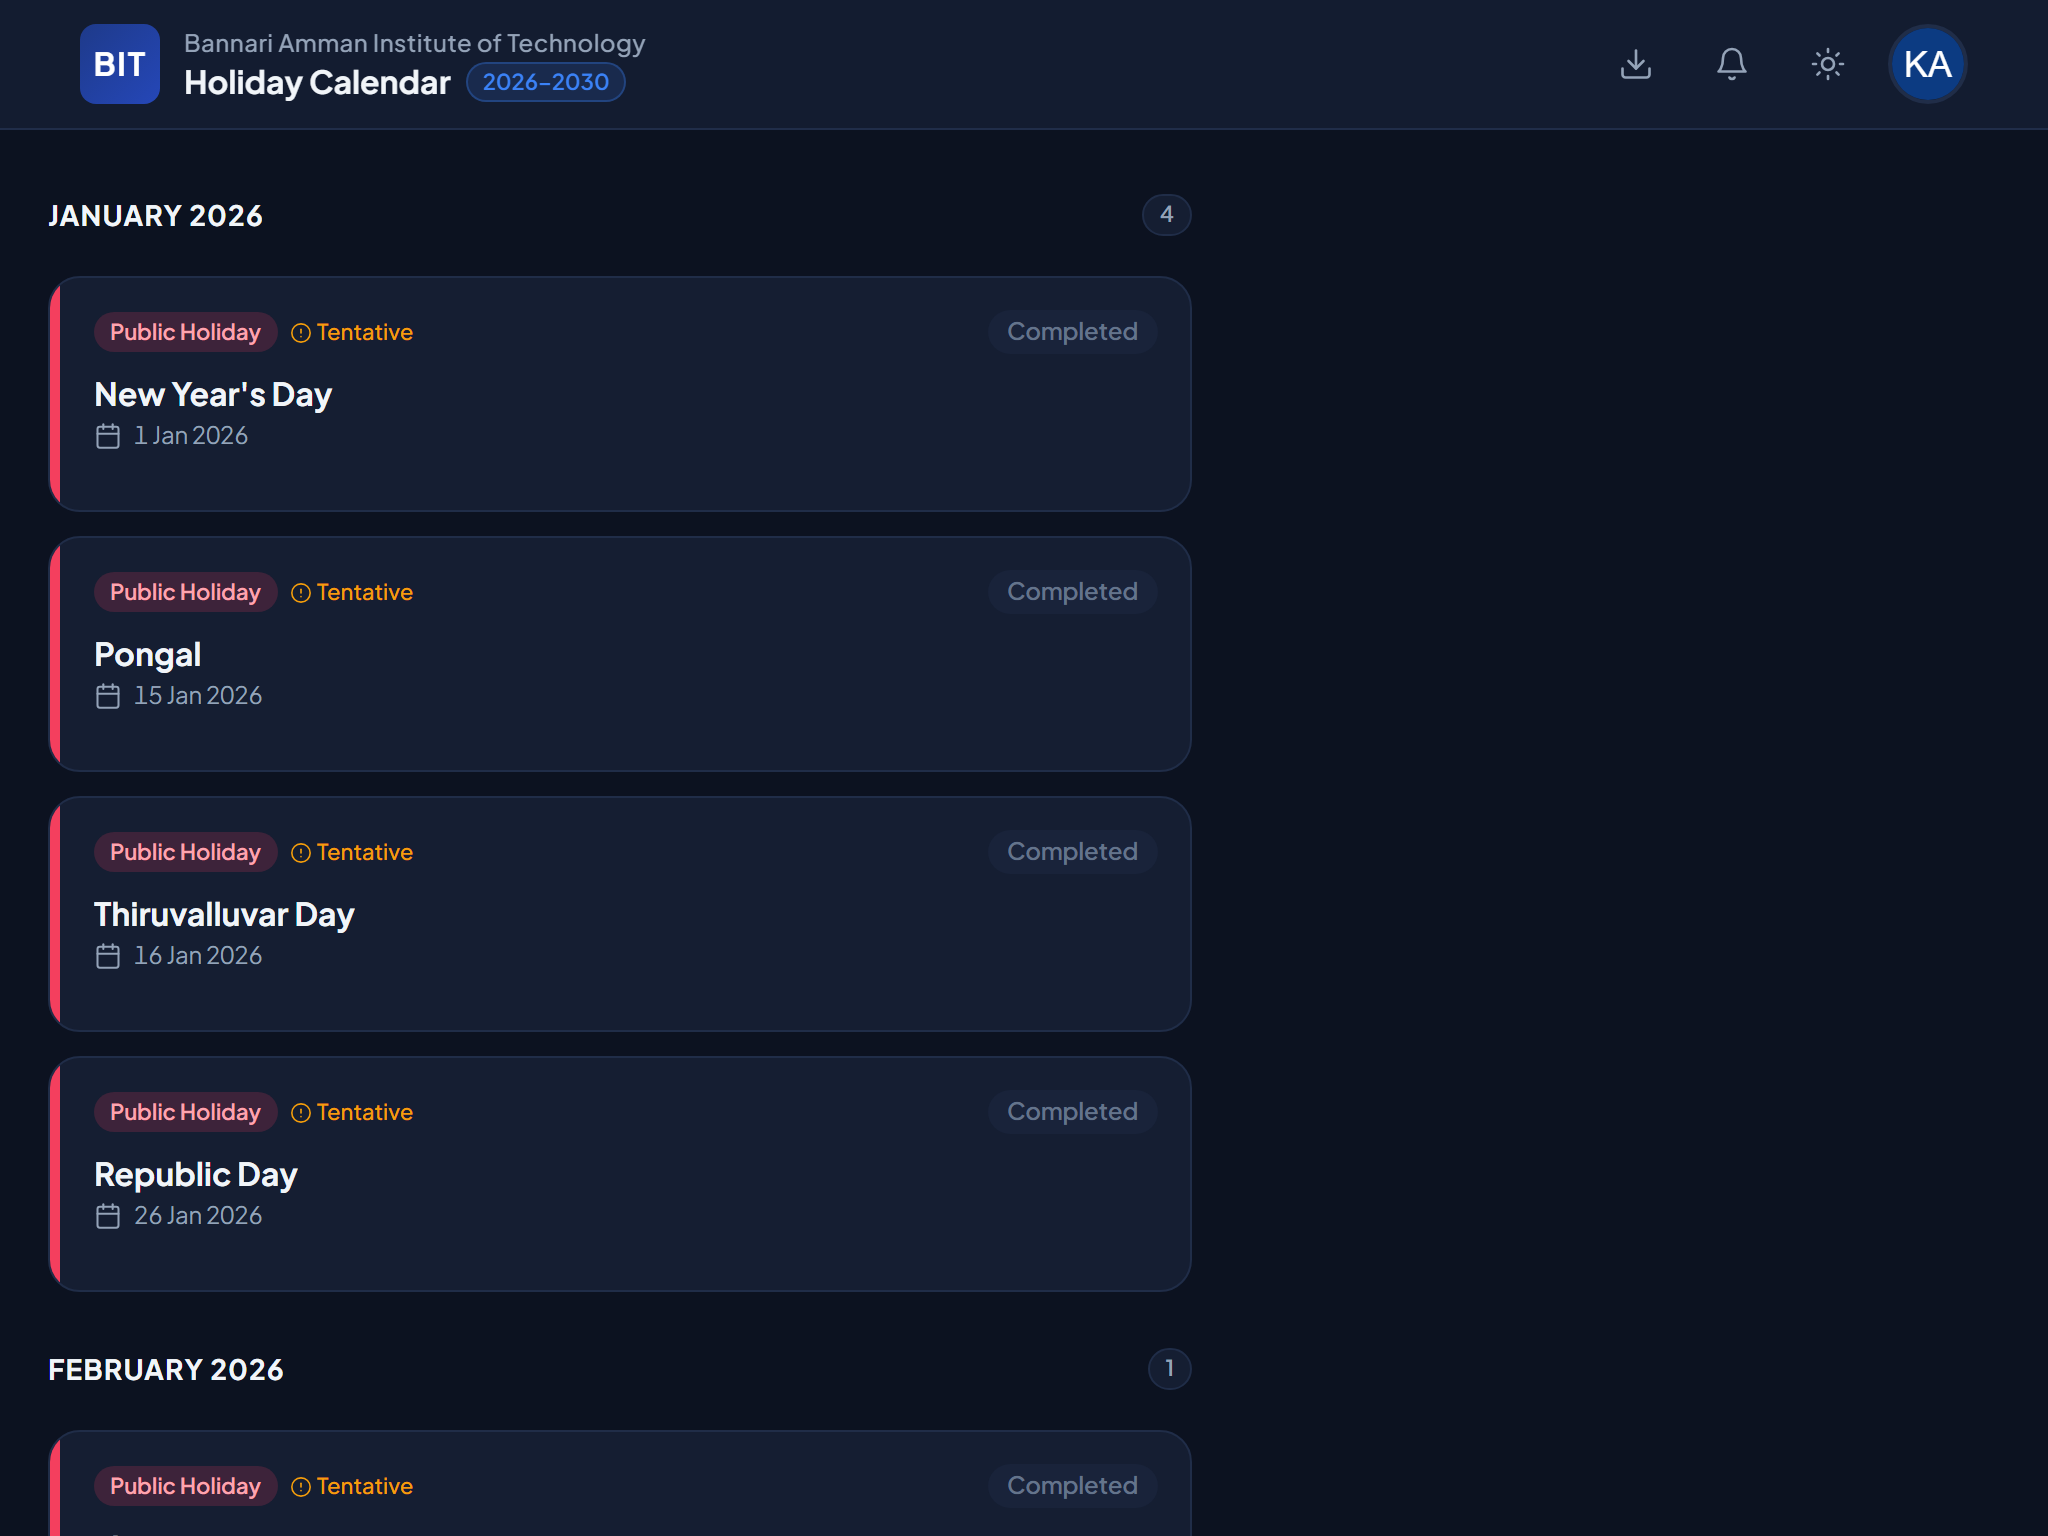 BIT
Bannari Amman Institute of Technology
Holiday Calendar 2026–2030
KA
JANUARY 2026 4
Public Holiday Tentative Completed
New Year's Day
1 Jan 2026
Public Holiday Tentative Completed
Pongal
15 Jan 2026
Public Holiday Tentative Completed
Thiruvalluvar Day
16 Jan 2026
Public Holiday Tentative Completed
Republic Day
26 Jan 2026
FEBRUARY 2026 1
Public Holiday Tentative Completed